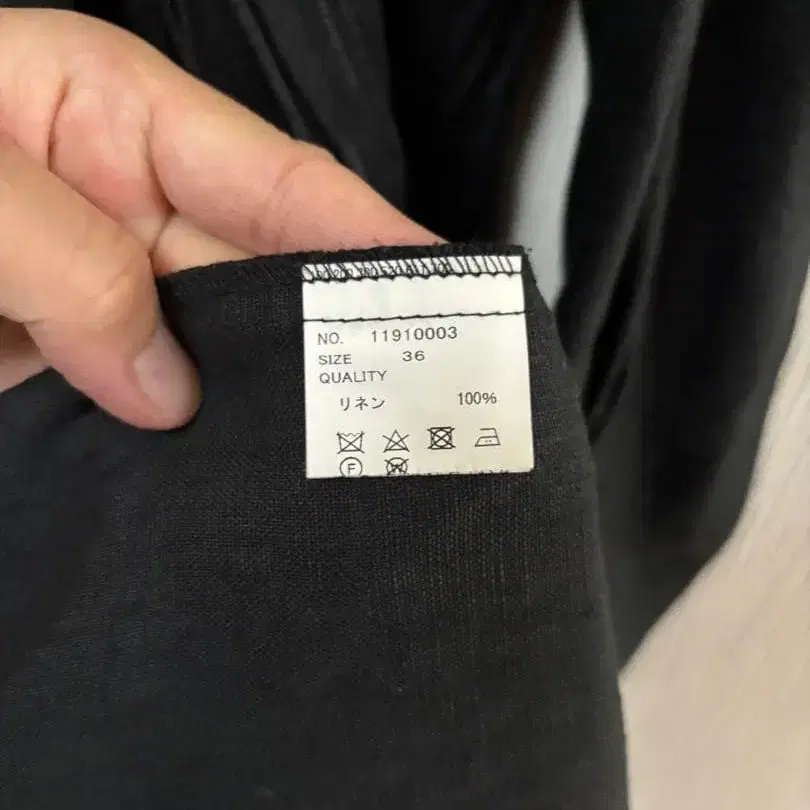 NO. 11910003
SIZE 36
QUALITY
リネン 100%
F
W